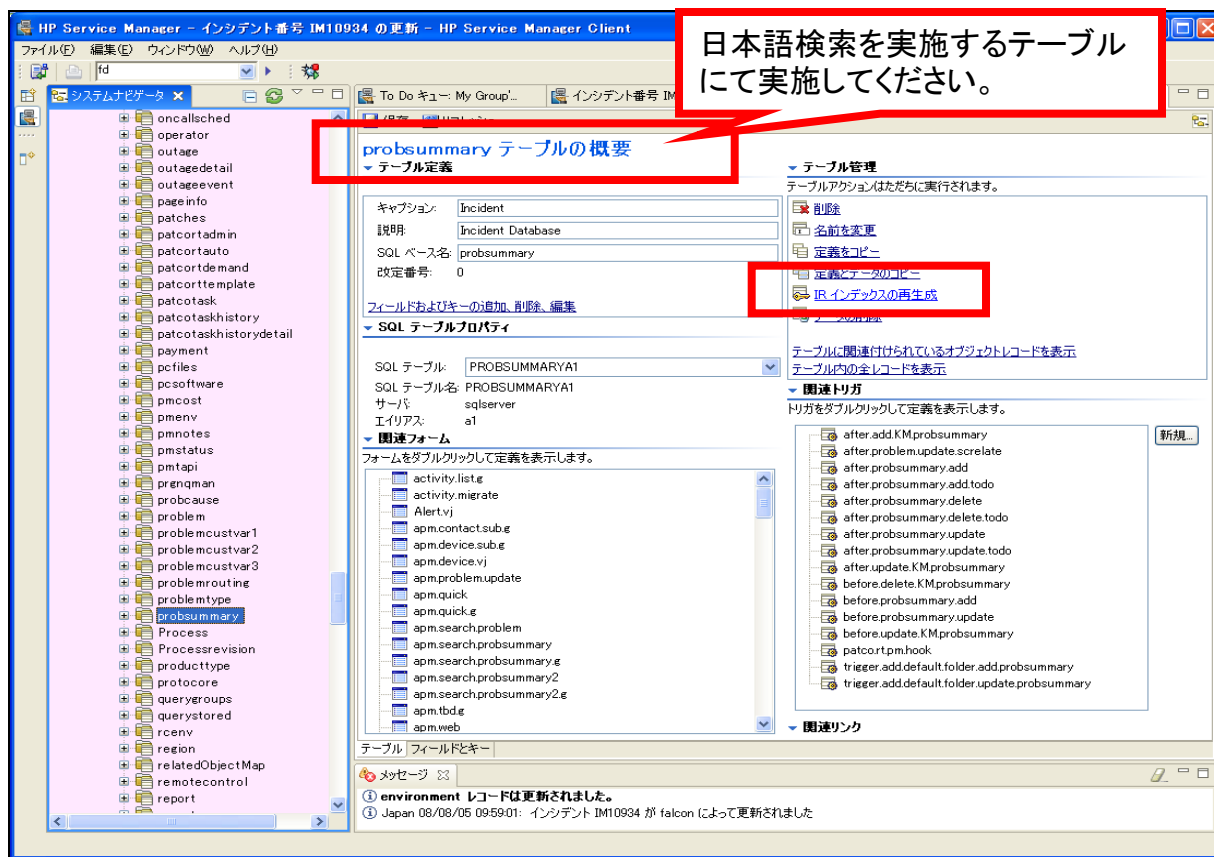 HP Service Manager - インシデント番号 IM10934 の更新 - HP Service Manager Client
ファイル(F) 編集(E) ウィンドウ(W) ヘルプ(H)
fd
日本語検索を実施するテーブル
にて実施してください。
システムナビゲータ
oncallsched
operator
outage
outagedetail
outageevent
pageinfo
patches
patcortadmin
patcortauto
patcortdemand
patcorttemplate
patcotask
patcotaskhistory
patcotaskhistorydetail
payment
pcfiles
pcsoftware
pmcost
pmenv
pmnotes
pmstatus
pmtapi
prgnqman
probcause
problem
problemcustvar1
problemcustvar2
problemcustvar3
problemrouting
problemtype
probsummary
Process
Processrevision
producttype
protocore
querygroups
querystored
rcenv
region
relatedObjectMap
remotecontrol
report
To Do キュー: My Group'...
インシデント番号 IM
probsummary テーブルの概要
テーブル定義
キャプション: Incident
説明: Incident Database
SQL ベース名: probsummary
改定番号: 0
フィールドおよびキーの追加、削除、編集
SQL テーブルプロパティ
SQL テーブル: PROBSUMMARYA1
SQL テーブル名: PROBSUMMARYA1
サーバ: sqlserver
エイリアス: a1
関連フォーム
フォームをダブルクリックして定義を表示します。
activity.list.g
activity.migrate
Alert.vj
apm.contact.sub.g
apm.device.sub.g
apm.device.vj
apm.problem.update
apm.quick
apm.quick.g
apm.search.problem
apm.search.probsummary
apm.search.probsummary.g
apm.search.probsummary2
apm.search.probsummary2.g
apm.tbd.g
apm.web
テーブル フィールドとキー
テーブル管理
テーブルアクションはただちに実行されます。
削除
名前を変更
定義をコピー
定義とデータのコピー
IR インデックスの再生成
データの削除
テーブルに関連付けられているオブジェクトレコードを表示
テーブル内の全レコードを表示
関連トリガ
トリガをダブルクリックして定義を表示します。
新規...
after.add.KM.probsummary
after.problem.update.screlate
after.probsummary.add
after.probsummary.add.todo
after.probsummary.delete
after.probsummary.delete.todo
after.probsummary.update
after.probsummary.update.todo
after.update.KM.probsummary
before.delete.KM.probsummary
before.probsummary.add
before.probsummary.update
before.update.KM.probsummary
patco.rt.pm.hook
trigger.add.default.folder.add.probsummary
trigger.add.default.folder.update.probsummary
関連リンク
メッセージ
environment レコードは更新されました。
Japan 08/08/05 09:59:01: インシデント IM10934 が falcon によって更新されました